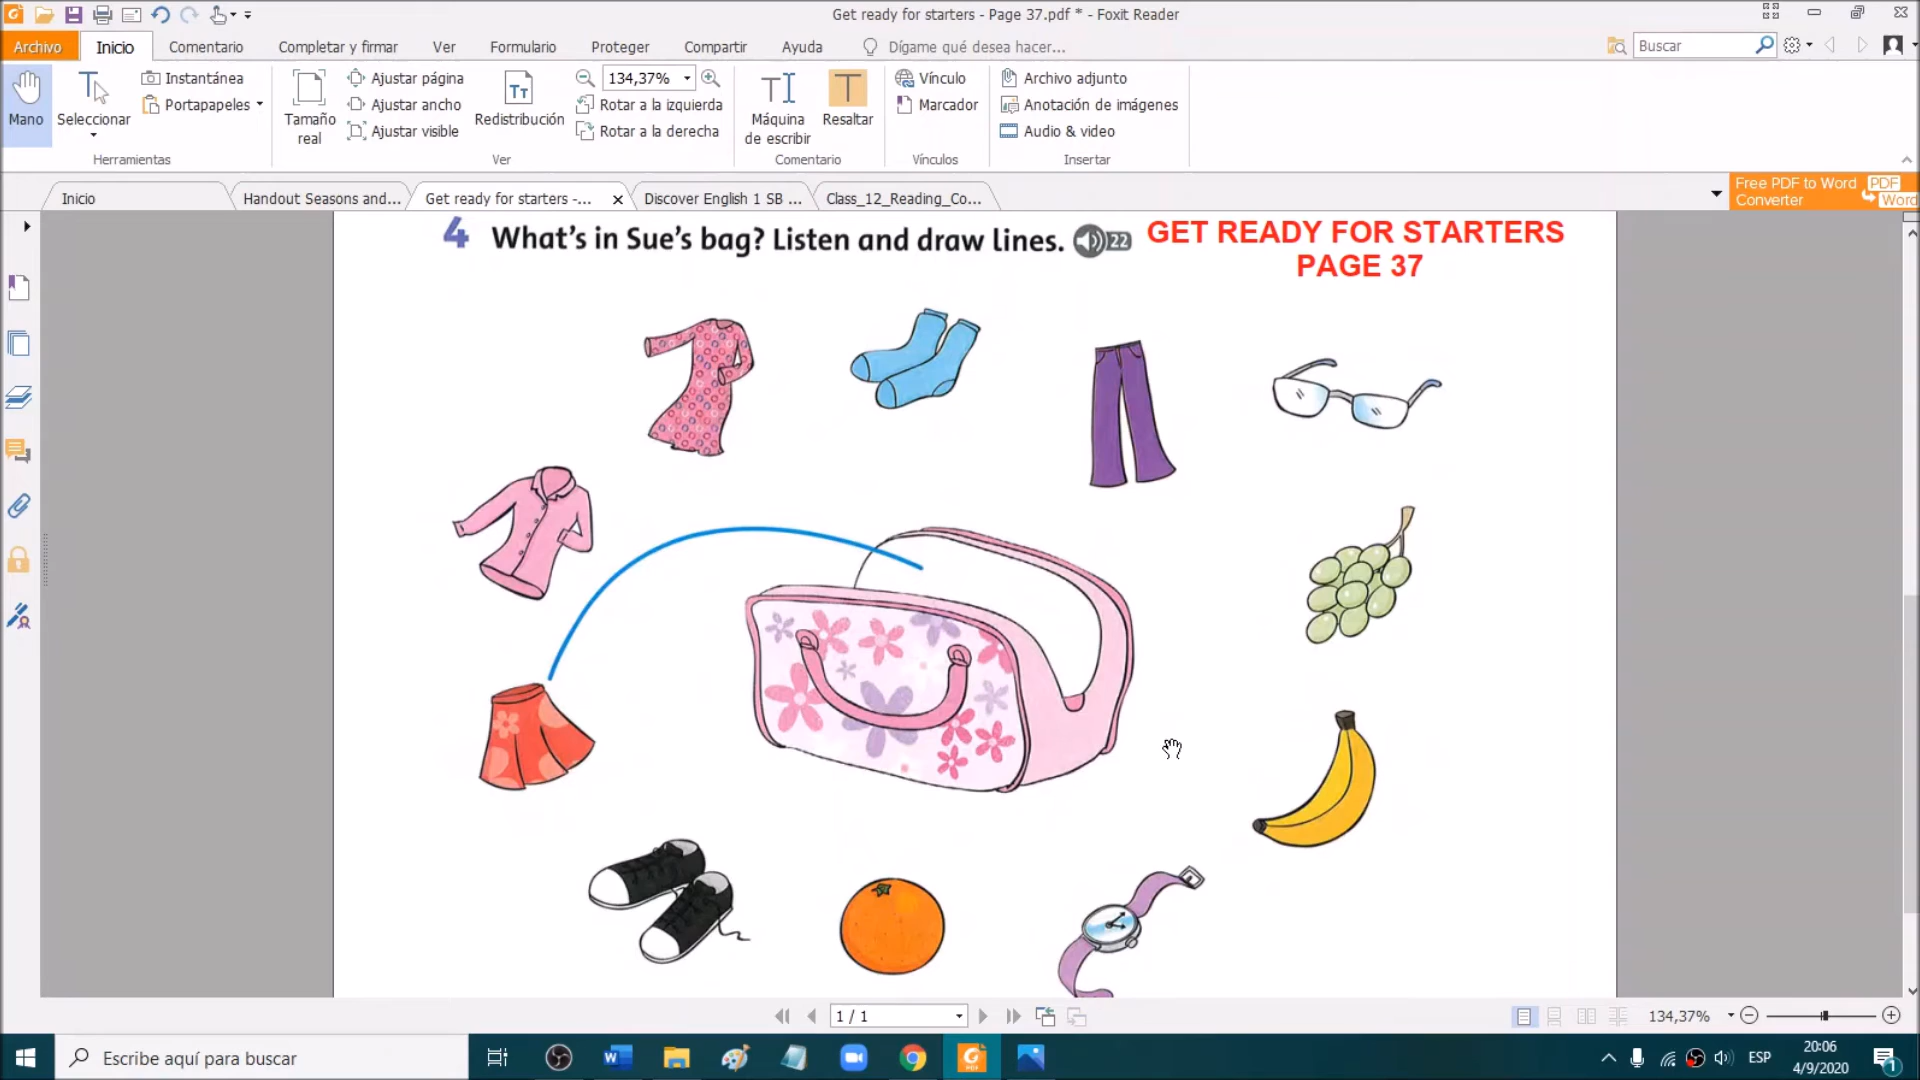 Get ready for starters - Page 37.pdf * - Foxit Reader
Archivo Inicio Comentario Completar y firmar Ver Formulario Proteger Compartir Ayuda Dígame qué desea hacer... Buscar
Mano
Seleccionar
Instantánea
Portapapeles
Herramientas
Tamaño
real
Ajustar página
Ajustar ancho
Ajustar visible
Redistribución
134,37%
Rotar a la izquierda
Rotar a la derecha
Ver
Máquina
de escribir
Resaltar
Comentario
Vínculo
Marcador
Vínculos
Archivo adjunto
Anotación de imágenes
Audio & video
Insertar
Inicio
Handout Seasons and...
Get ready for starters -...
Discover English 1 SB ...
Class_12_Reading_Co...
Free PDF to Word
Converter
PDF
Word
4 What's in Sue's bag? Listen and draw lines. 22
GET READY FOR STARTERS
PAGE 37
1 / 1
134,37%
Escribe aquí para buscar
ESP
20:06
4/9/2020
1